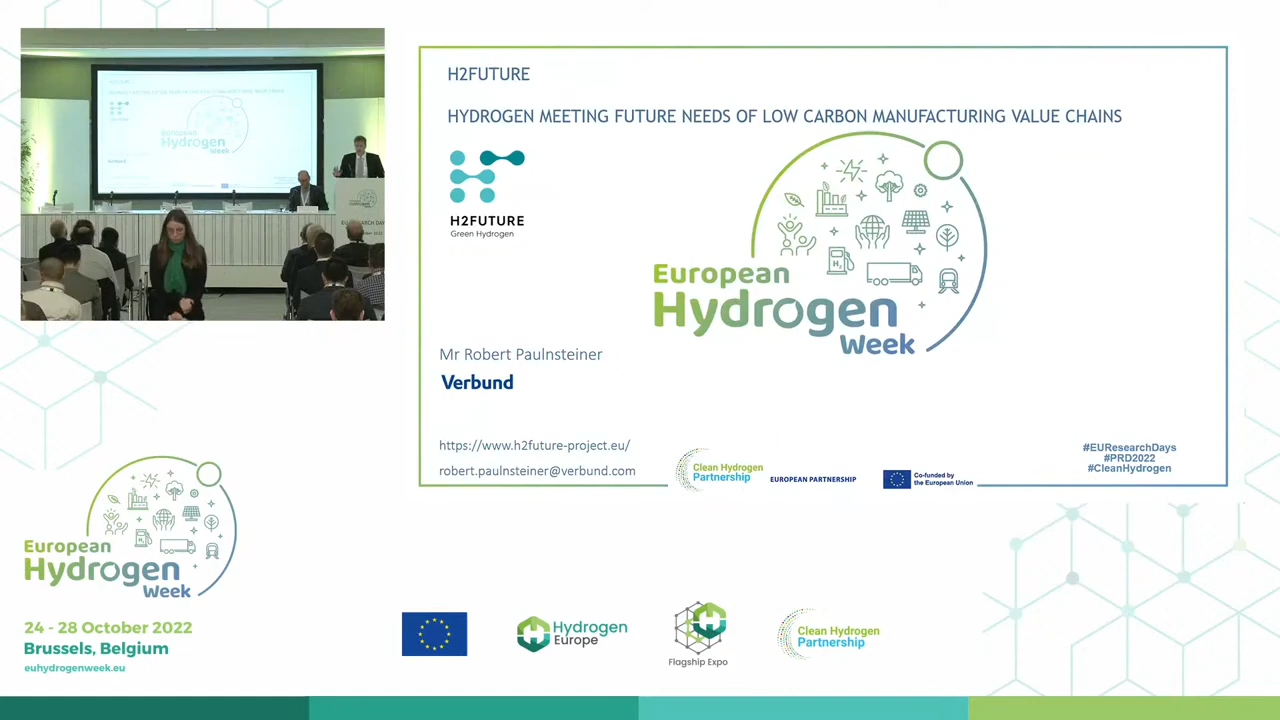 H2FUTURE
HYDROGEN MEETING FUTURE NEEDS OF LOW CARBON MANUFACTURING VALUE CHAINS
H2FUTURE
Green Hydrogen
European
Hydrogen
Week
Mr Robert Paulnsteiner
Verbund
https://www.h2future-project.eu/
robert.paulnsteiner@verbund.com
Clean Hydrogen
Partnership
EUROPEAN PARTNERSHIP
Co-funded by
the European Union
#EUResearchDays
#PRD2022
#CleanHydrogen
European
Hydrogen
Week
24 - 28 October 2022
Brussels, Belgium
euhydrogenweek.eu
Hydrogen
Europe
Flagship Expo
Clean Hydrogen
Partnership